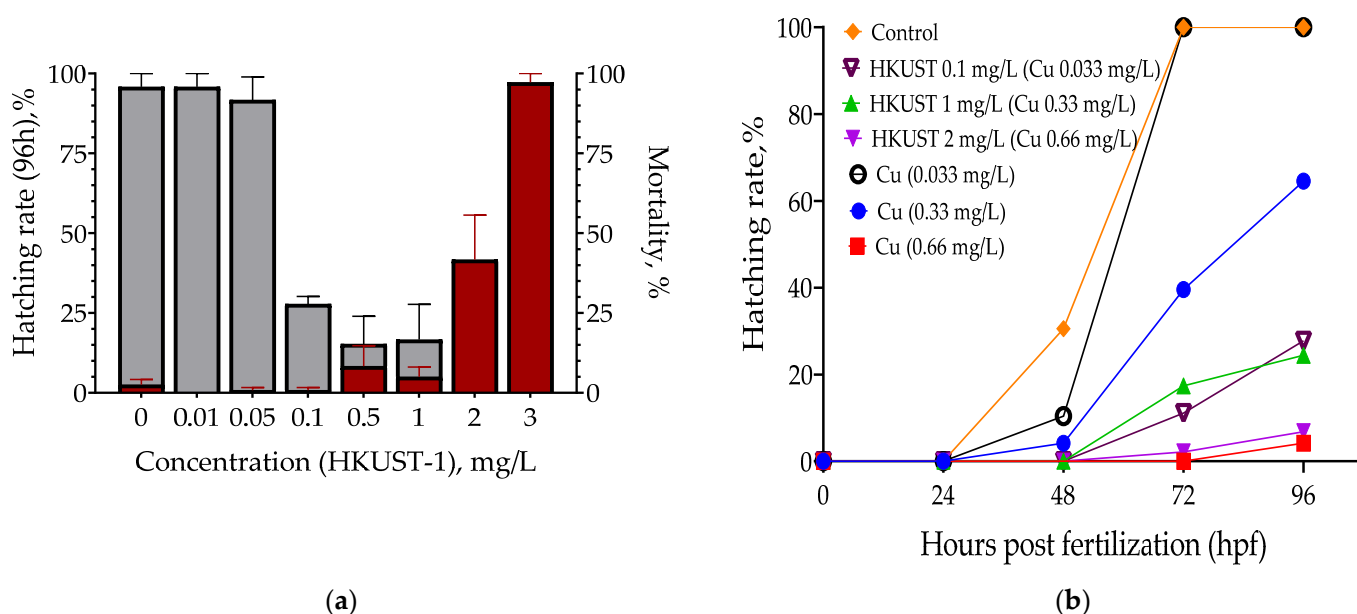 Hatching rate (96h),%
100
75
50
25
0
100
75
50
25
0
Mortality, %
0 0.01 0.05 0.1 0.5 1 2 3
Concentration (HKUST-1), mg/L
(a)
Hatching rate,%
100
80
60
40
20
0
Control
HKUST 0.1 mg/L (Cu 0.033 mg/L)
HKUST 1 mg/L (Cu 0.33 mg/L)
HKUST 2 mg/L (Cu 0.66 mg/L)
Cu (0.033 mg/L)
Cu (0.33 mg/L)
Cu (0.66 mg/L)
0 24 48 72 96
Hours post fertilization (hpf)
(b)